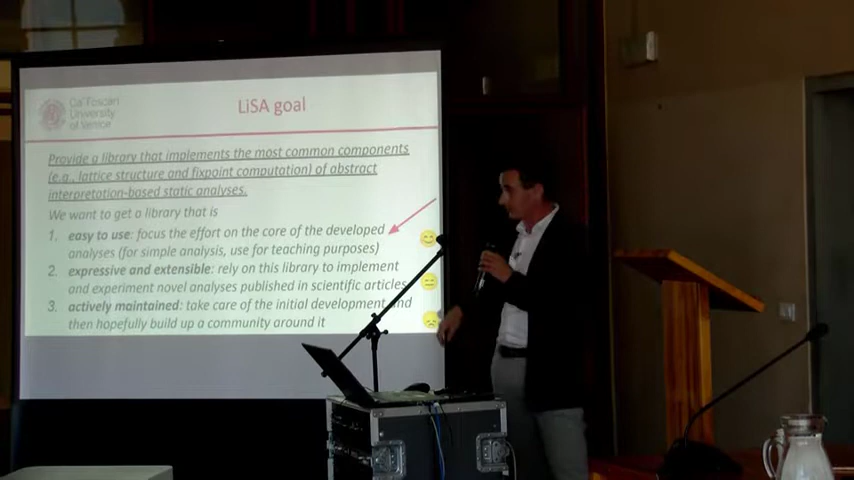 Ca' Foscari
University
of Venice
LiSA goal
Provide a library that implements the most common components
(e.g., lattice structure and fixpoint computation) of abstract
interpretation-based static analyses.
We want to get a library that is
1. easy to use: focus the effort on the core of the developed
analyses (for simple analysis, use for teaching purposes)
2. expressive and extensible: rely on this library to implement
and experiment novel analyses published in scientific articles
3. actively maintained: take care of the initial development, and
then hopefully build up a community around it